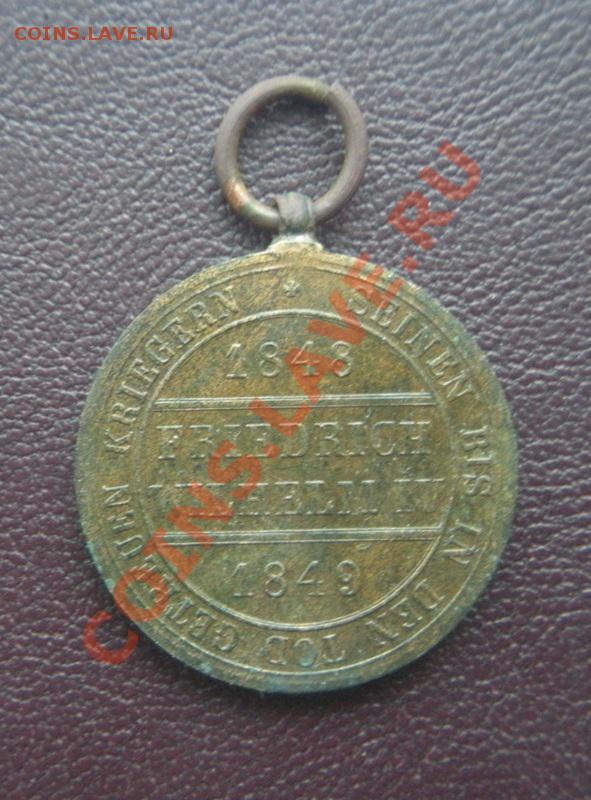 COINS.LAVE.RU
* SEINEN BIS IN DEN TOD GETREUEN KRIEGERN
1848
FRIEDRICH
WILHELM IV
1849
COINS.LAVE.RU